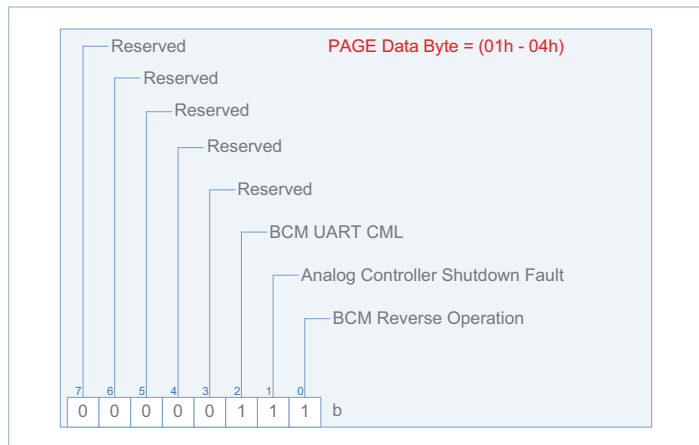 Reserved PAGE Data Byte = (01h - 04h)
Reserved
Reserved
Reserved
Reserved
BCM UART CML
Analog Controller Shutdown Fault
BCM Reverse Operation
7 6 5 4 3 2 1 0
0 0 0 0 0 1 1 1 b